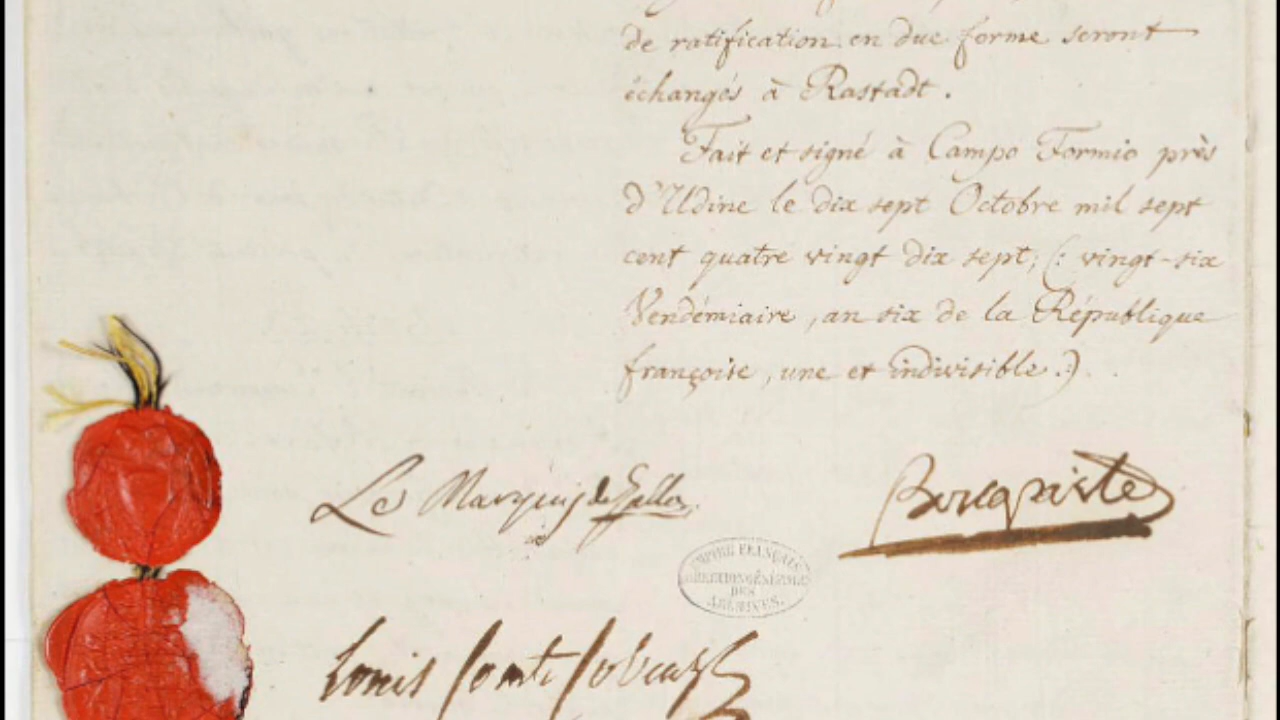 de ratification en due forme seront
échangés à Rastadt.
Fait et signé à Campo Formio près
d'Udine le dix sept Octobre mil sept
cent quatre vingt dix sept; (: vingt-six
Vendémiaire, an six de la République
françoise, une et indivisible.:)
Le Marquis de Gallo
Bonaparte
EMPIRE FRANÇAIS
DIRECTION GÉNÉRALE
DES
ARCHIVES.
Louis Comte Cobenzl